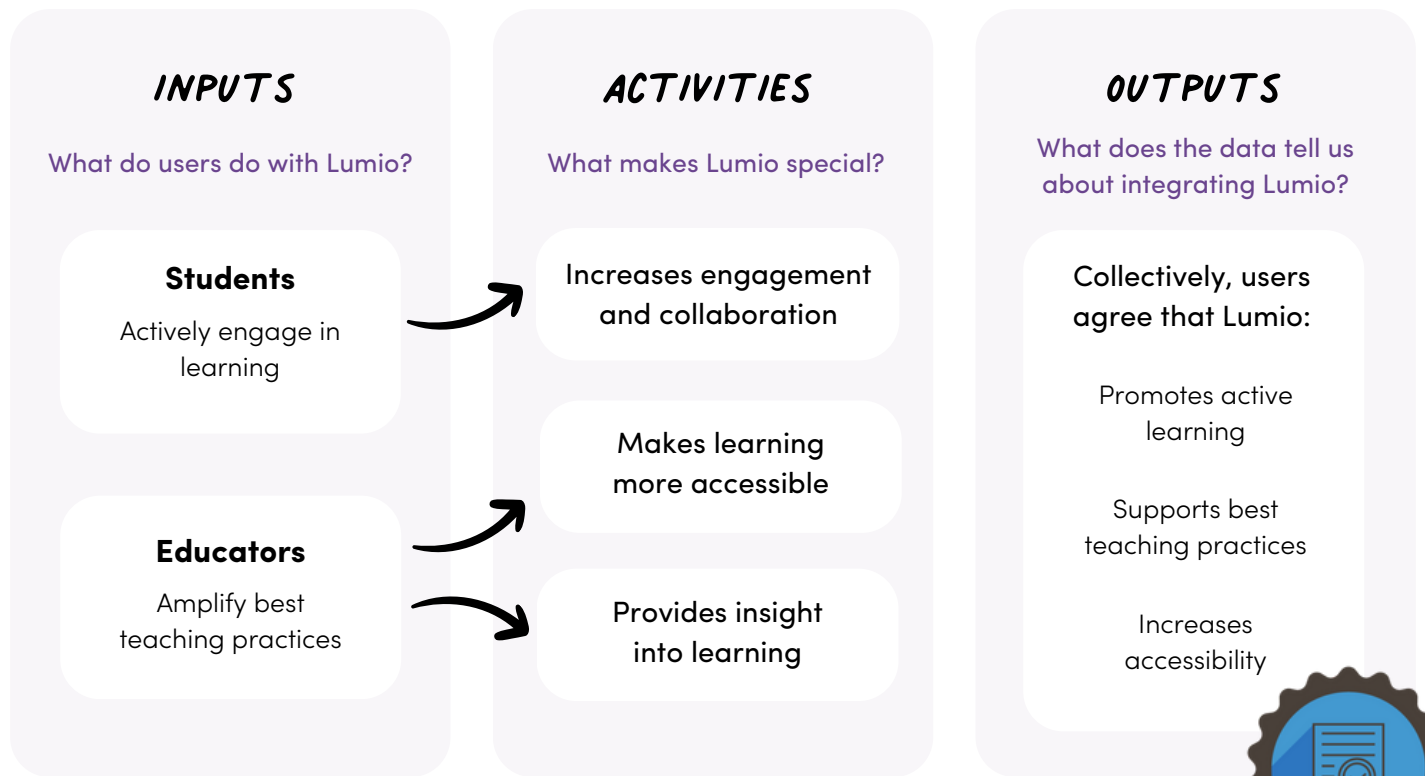 INPUTS
What do users do with Lumio?
Students
Actively engage in
learning
Educators
Amplify best
teaching practices
ACTIVITIES
What makes Lumio special?
Increases engagement
and collaboration
Makes learning
more accessible
Provides insight
into learning
OUTPUTS
What does the data tell us
about integrating Lumio?
Collectively, users
agree that Lumio:
Promotes active
learning
Supports best
teaching practices
Increases
accessibility